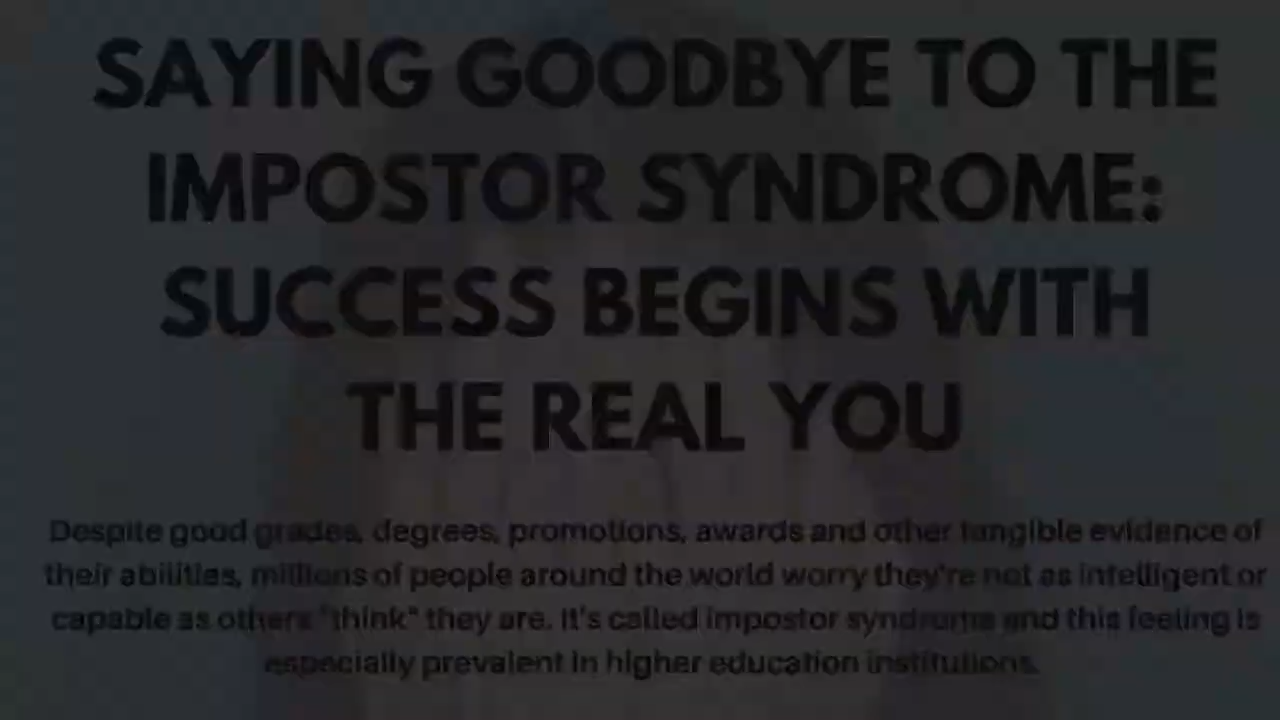 SAYING GOODBYE TO THE
IMPOSTOR SYNDROME:
SUCCESS BEGINS WITH
THE REAL YOU
Despite good grades, degrees, promotions, awards and other tangible evidence of
their abilities, millions of people around the world worry they're not as intelligent or
capable as others "think" they are. It's called impostor syndrome and this feeling is
especially prevalent in higher education institutions.